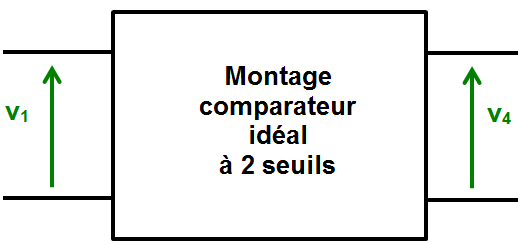 Montage
comparateur
idéal
à 2 seuils
v1
v4